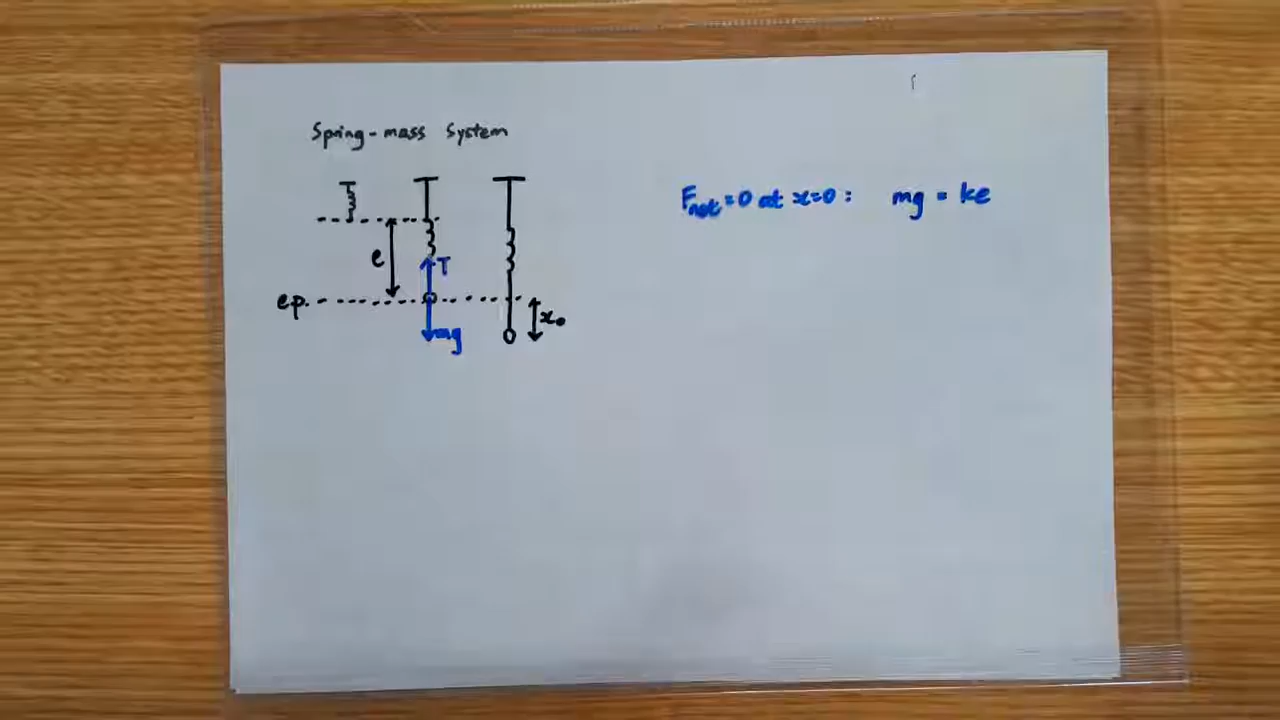 Spring-mass System
F_net = 0 at x=0 : mg = ke
e
T
e.p.
x₀
mg